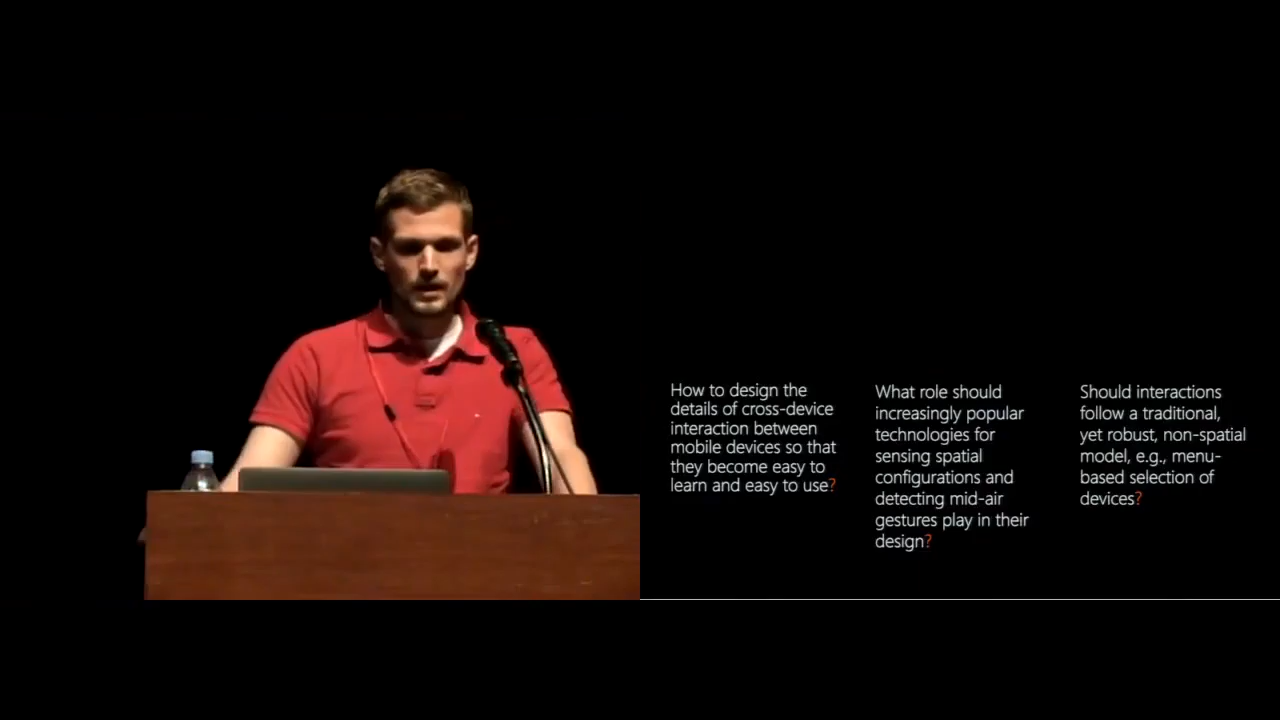 How to design the
details of cross-device
interaction between
mobile devices so that
they become easy to
learn and easy to use?
What role should
increasingly popular
technologies for
sensing spatial
configurations and
detecting mid-air
gestures play in their
design?
Should interactions
follow a traditional,
yet robust, non-spatial
model, e.g., menu-
based selection of
devices?